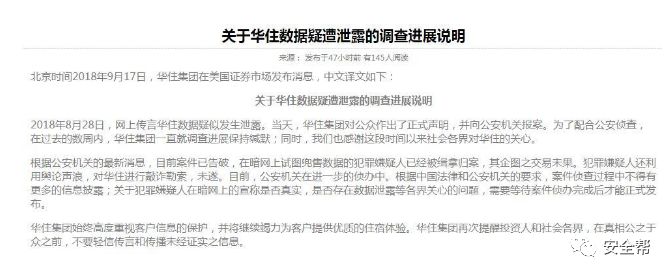 关于华住数据疑遭泄露的调查进展说明
来源： 发布于47小时前 有145人阅读
北京时间2018年9月17日，华住集团在美国证券市场发布消息，中文译文如下：
关于华住数据疑遭泄露的调查进展说明
2018年8月28日，网上传言华住数据疑似发生泄露。当天，华住集团对公众作出了正式声明，并向公安机关报案。为了配合公安侦查，
在过去的数周内，华住集团一直就调查进展保持缄默；同时，我们也感谢这段时间以来社会各界对华住的关心。
根据公安机关的最新消息，目前案件已告破，在暗网上试图兜售数据的犯罪嫌疑人已经被缉拿归案，其企图之交易未果。犯罪嫌疑人还利
用舆论声浪，对华住进行敲诈勒索，未遂。目前，公安机关在进一步的侦办中。根据中国法律和公安机关的要求，案件侦查过程中不得有
更多的信息披露；关于犯罪嫌疑人在暗网上的宣称是否真实，是否存在数据泄露等各界关心的问题，需要等待案件侦办完成后才能正式发
布。
华住集团始终高度重视客户信息的保护，并将继续竭力为客户提供优质的住宿体验。华住集团再次提醒投资人和社会各界，在真相公之于
众之前，不要轻信传言和传播未经证实之信息。
安全帮